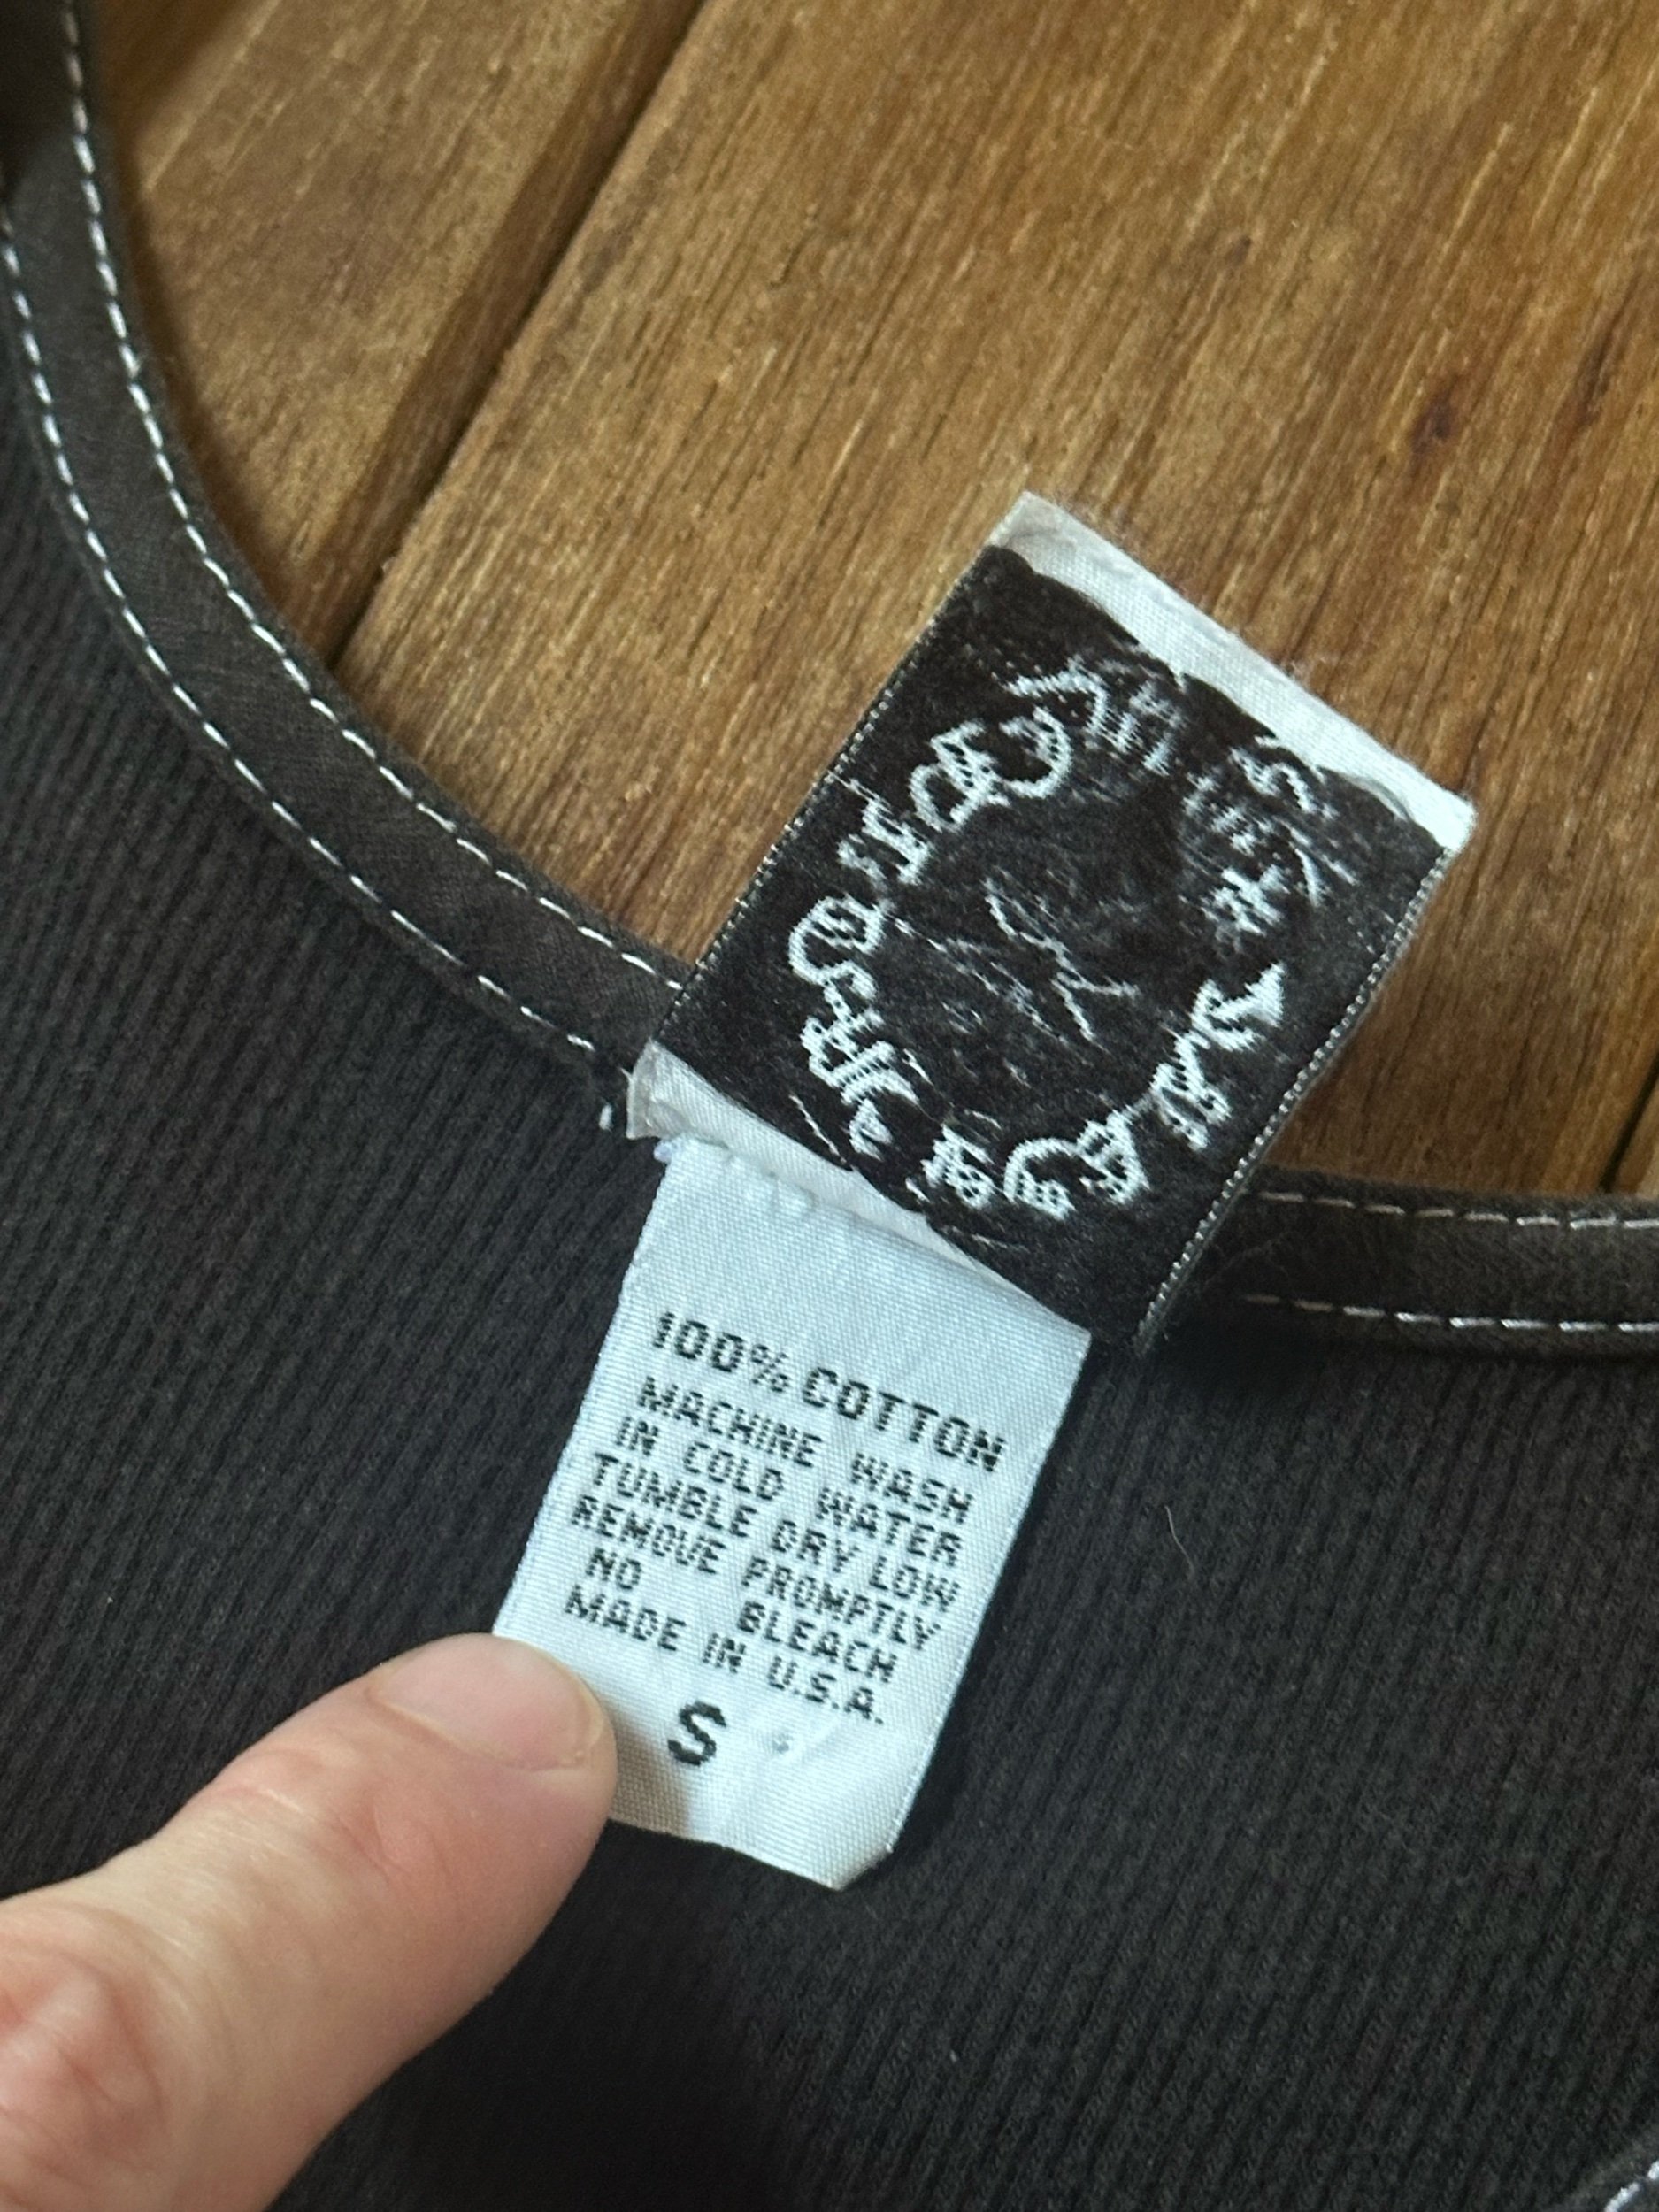 100% COTTON
MACHINE WASH
IN COLD WATER
TUMBLE DRY LOW
REMOVE PROMPTLY
NO BLEACH
MADE IN U.S.A.
S